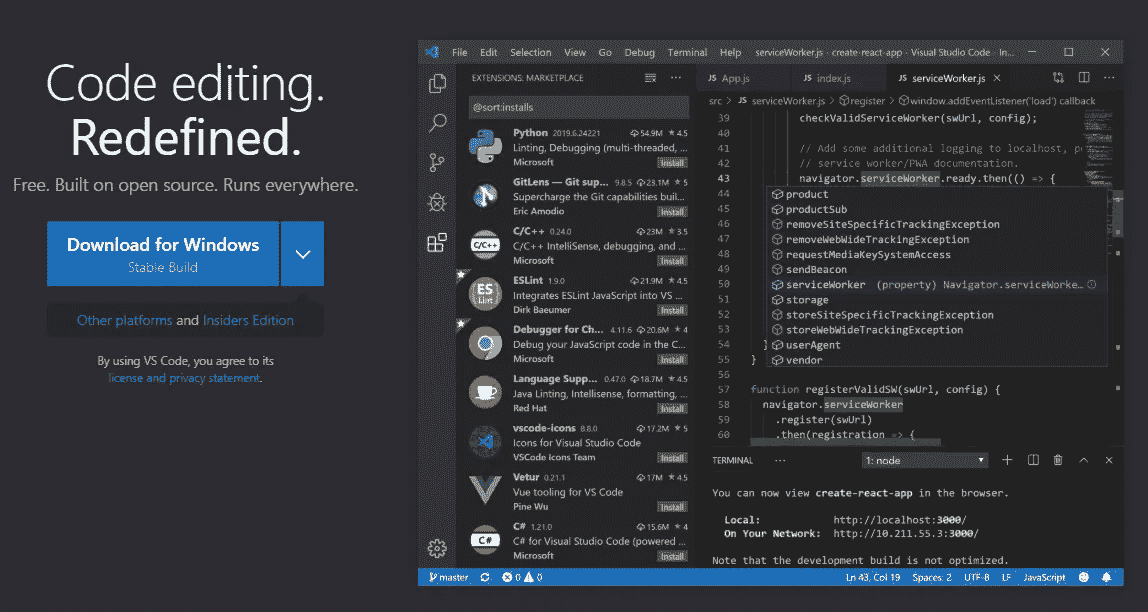 Code editing.
Redefined.
Free. Built on open source. Runs everywhere.
Download for Windows
Stable Build
Other platforms and Insiders Edition
By using VS Code, you agree to its
license and privacy statement.
File Edit Selection View Go Debug Terminal Help serviceWorker.js - create-react-app - Visual Studio Code - In...
EXTENSIONS: MARKETPLACE
@sort:installs
Python 2019.6.24221 54.9M 4.5
Linting, Debugging (multi-threaded, ...
Microsoft Install
GitLens — Git sup... 9.8.5 23.1M 5
Supercharge the Git capabilities buil...
Eric Amodio Install
C/C++ 0.24.0 23M 3.5
C/C++ IntelliSense, debugging, and ...
Microsoft Install
C/C++
ESLint 1.9.0 21.9M 4.5
Integrates ESLint JavaScript into VS ...
Dirk Baeumer Install
ES
Lint
Debugger for Ch... 4.11.6 20.6M 4
Debug your JavaScript code in the C...
Microsoft Install
Language Supp... 0.47.0 18.7M 4.5
Java Linting, Intellisense, formatting, ...
Red Hat Install
vscode-icons 8.8.0 17.2M 5
Icons for Visual Studio Code
VSCode Icons Team Install
Vetur 0.21.1 17M 4.5
Vue tooling for VS Code
Pine Wu Install
C# 1.21.0 15.6M 4
C# for Visual Studio Code (powered ...
Microsoft Install
C#
JS App.js JS index.js JS serviceWorker.js
src > JS serviceWorker.js > register > window.addEventListener('load') callback
39 checkValidServiceWorker(swUrl, config);
40
41 // Add some additional logging to localhost, p
42 // service worker/PWA documentation.
43 navigator.serviceWorker.ready.then(() => {
44 product
45 productSub
46 removeSiteSpecificTrackingException
47 removeWebWideTrackingException
48 requestMediaKeySystemAccess
49 sendBeacon
50 serviceWorker (property) Navigator.serviceWorke...
51 storage
52 storeSiteSpecificTrackingException
53 storeWebWideTrackingException
54 } userAgent
55 } vendor
56
57 function registerValidSW(swUrl, config) {
58 navigator.serviceWorker
59 .register(swUrl)
60 .then(registration => {
TERMINAL ... 1: node
You can now view create-react-app in the browser.
Local: http://localhost:3000/
On Your Network: http://10.211.55.3:3000/
Note that the development build is not optimized.
master 0 0 Ln 43, Col 19 Spaces: 2 UTF-8 LF JavaScript